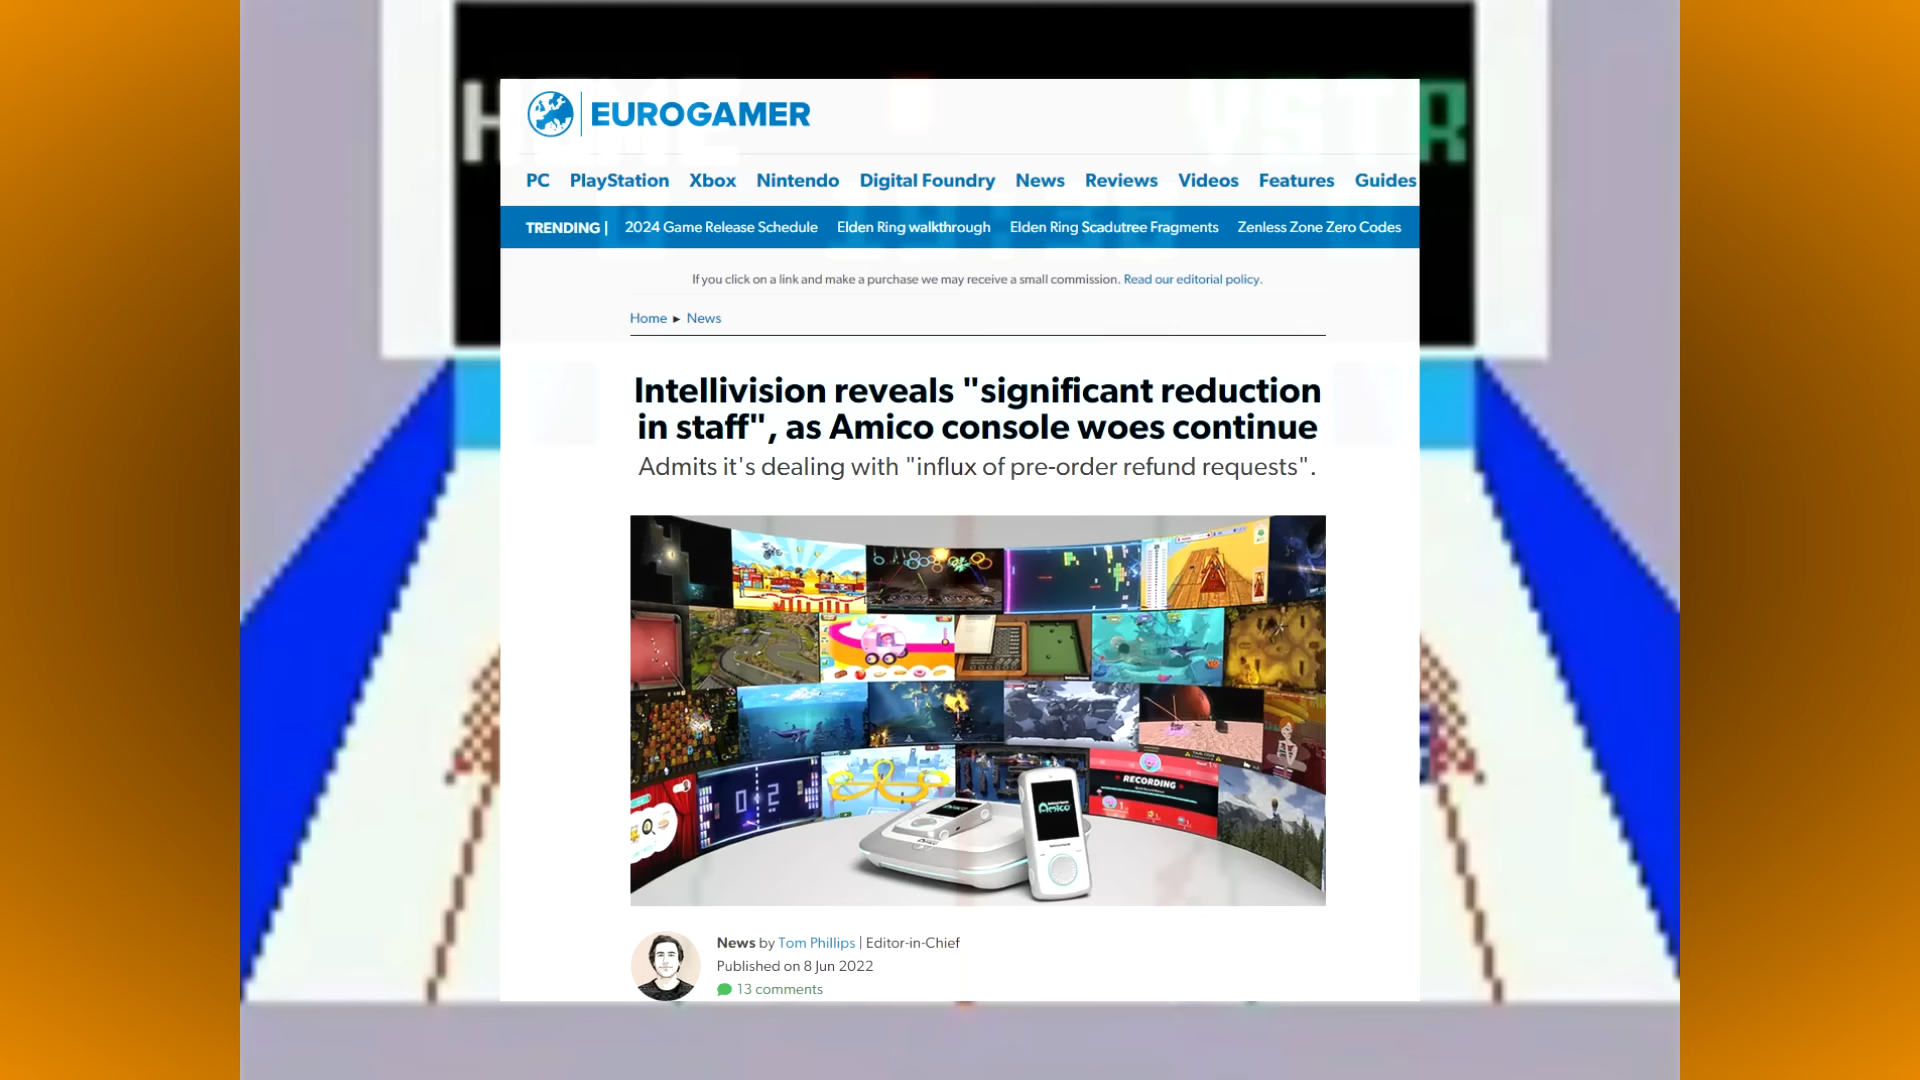 EUROGAMER
PC PlayStation Xbox Nintendo Digital Foundry News Reviews Videos Features Guides
TRENDING | 2024 Game Release Schedule Elden Ring walkthrough Elden Ring Scadutree Fragments Zenless Zone Zero Codes
If you click on a link and make a purchase we may receive a small commission. Read our editorial policy.
Home ▸ News
Intellivision reveals "significant reduction
in staff", as Amico console woes continue
Admits it's dealing with "influx of pre-order refund requests".
RECORDING
Amico
News by Tom Phillips | Editor-in-Chief
Published on 8 Jun 2022
13 comments